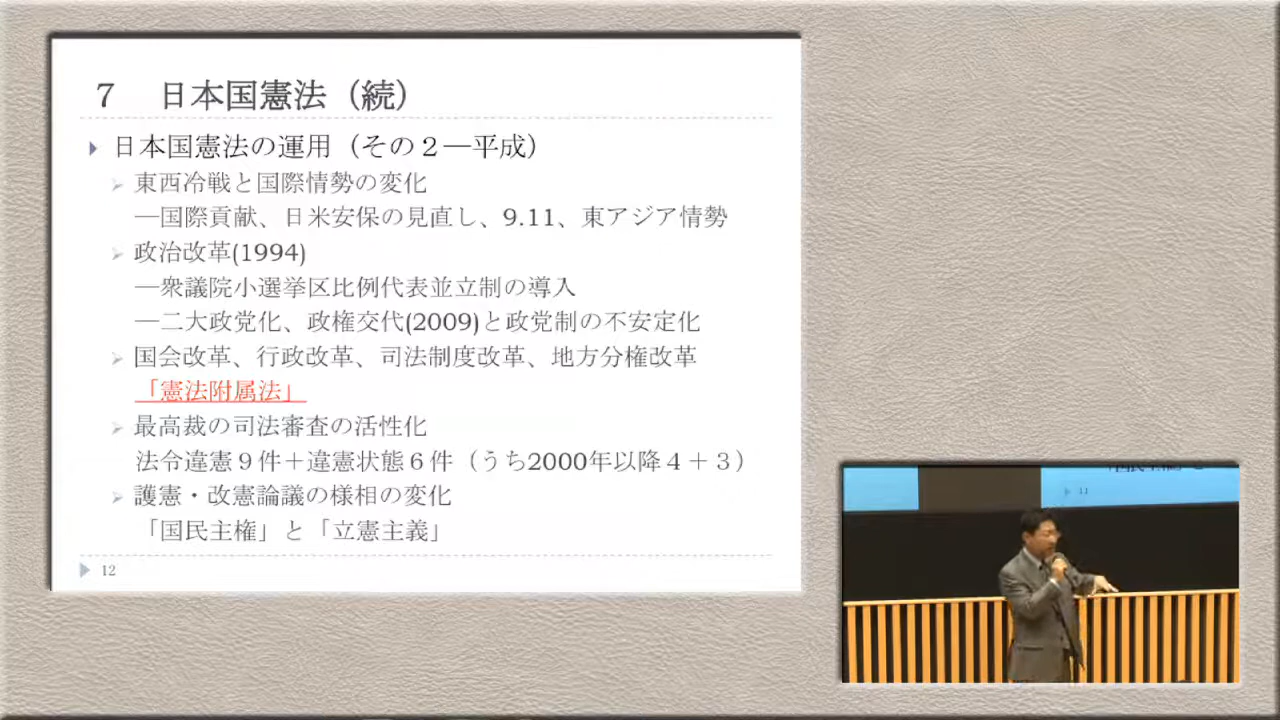 ７　日本国憲法（続）
日本国憲法の運用（その２―平成）
東西冷戦と国際情勢の変化
―国際貢献、日米安保の見直し、9.11、東アジア情勢
政治改革(1994)
―衆議院小選挙区比例代表並立制の導入
―二大政党化、政権交代(2009)と政党制の不安定化
国会改革、行政改革、司法制度改革、地方分権改革
「憲法附属法」
最高裁の司法審査の活性化
法令違憲９件＋違憲状態６件（うち2000年以降４＋３）
護憲・改憲論議の様相の変化
「国民主権」と「立憲主義」
12
11